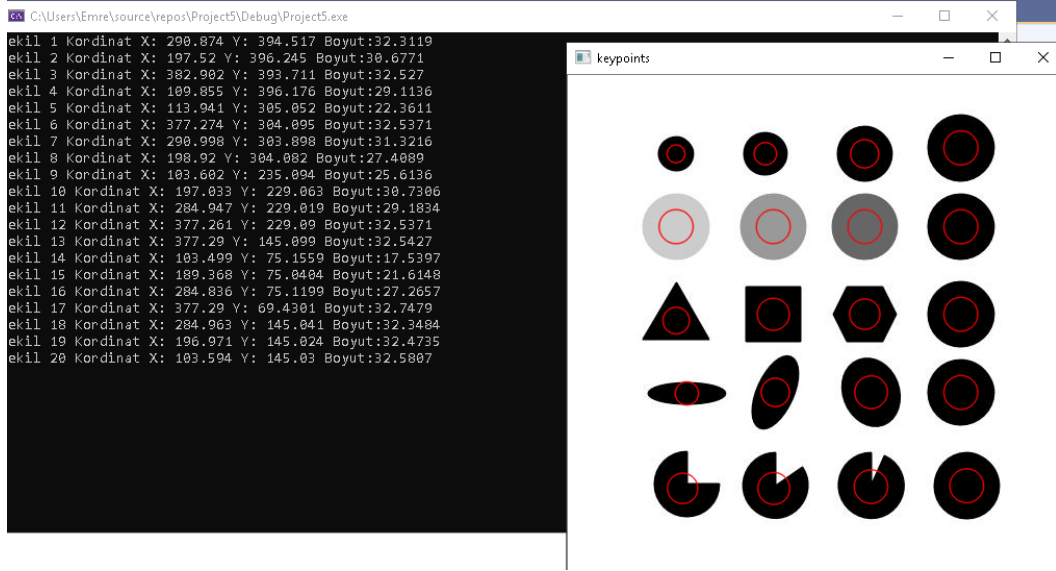 C:\Users\Emre\source\repos\Project5\Debug\Project5.exe
ekil 1 Kordinat X: 290.874 Y: 394.517 Boyut:32.3119
ekil 2 Kordinat X: 197.52 Y: 396.245 Boyut:30.6771
ekil 3 Kordinat X: 382.902 Y: 393.711 Boyut:32.527
ekil 4 Kordinat X: 109.855 Y: 396.176 Boyut:29.1136
ekil 5 Kordinat X: 113.941 Y: 305.052 Boyut:22.3611
ekil 6 Kordinat X: 377.274 Y: 304.095 Boyut:32.5371
ekil 7 Kordinat X: 290.998 Y: 303.898 Boyut:31.3216
ekil 8 Kordinat X: 198.92 Y: 304.082 Boyut:27.4089
ekil 9 Kordinat X: 103.602 Y: 235.094 Boyut:25.6136
ekil 10 Kordinat X: 197.033 Y: 229.063 Boyut:30.7306
ekil 11 Kordinat X: 284.947 Y: 229.019 Boyut:29.1834
ekil 12 Kordinat X: 377.261 Y: 229.09 Boyut:32.5371
ekil 13 Kordinat X: 377.29 Y: 145.099 Boyut:32.5427
ekil 14 Kordinat X: 103.499 Y: 75.1559 Boyut:17.5397
ekil 15 Kordinat X: 189.368 Y: 75.0404 Boyut:21.6148
ekil 16 Kordinat X: 284.836 Y: 75.1199 Boyut:27.2657
ekil 17 Kordinat X: 377.29 Y: 69.4301 Boyut:32.7479
ekil 18 Kordinat X: 284.963 Y: 145.041 Boyut:32.3484
ekil 19 Kordinat X: 196.971 Y: 145.024 Boyut:32.4735
ekil 20 Kordinat X: 103.594 Y: 145.03 Boyut:32.5807
keypoints